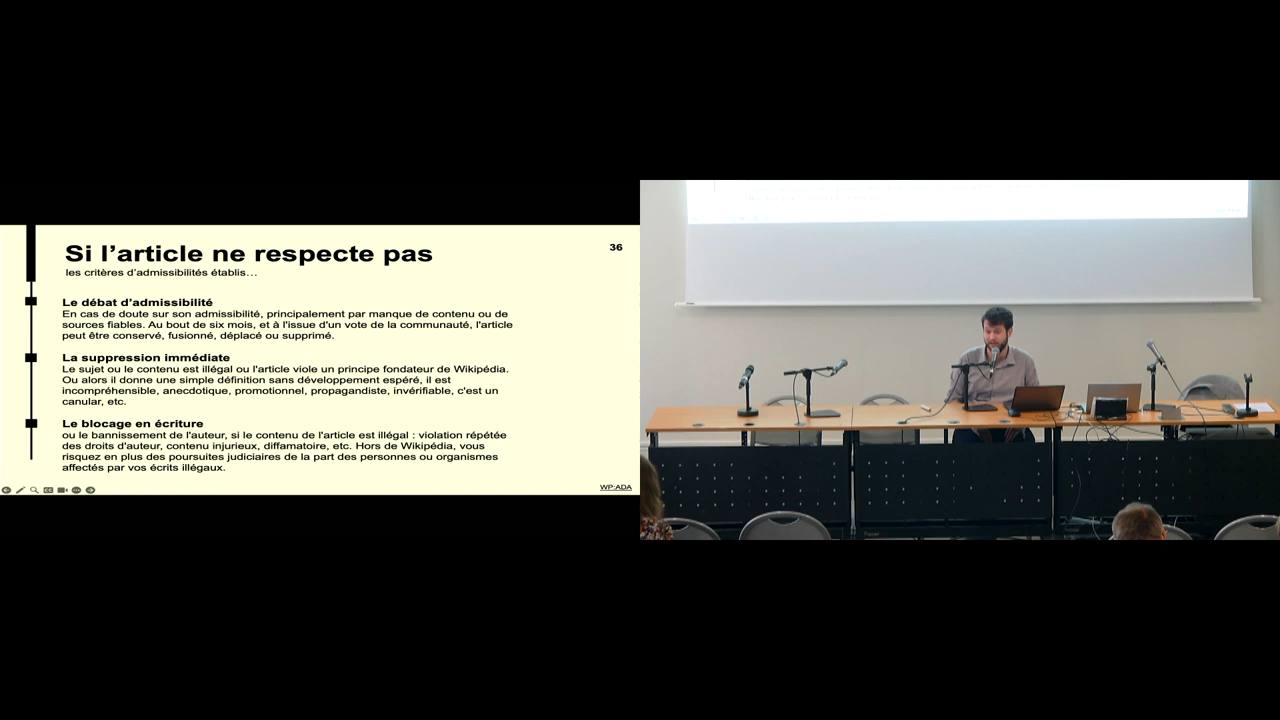 Si l'article ne respecte pas
36
les critères d'admissibilités établis…
Le débat d'admissibilité
En cas de doute sur son admissibilité, principalement par manque de contenu ou de
sources fiables. Au bout de six mois, et à l'issue d'un vote de la communauté, l'article
peut être conservé, fusionné, déplacé ou supprimé.
La suppression immédiate
Le sujet ou le contenu est illégal ou l'article viole un principe fondateur de Wikipédia.
Ou alors il donne une simple définition sans développement espéré, il est
incompréhensible, anecdotique, promotionnel, propagandiste, invérifiable, c'est un
canular, etc.
Le blocage en écriture
ou le bannissement de l'auteur, si le contenu de l'article est illégal : violation répétée
des droits d'auteur, contenu injurieux, diffamatoire, etc. Hors de Wikipédia, vous
risquez en plus des poursuites judiciaires de la part des personnes ou organismes
affectés par vos écrits illégaux.
WP:ADA